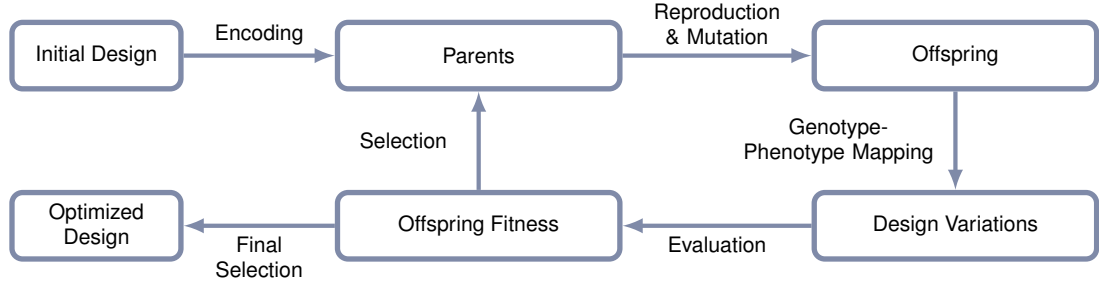 Initial Design
Encoding
Parents
Reproduction
& Mutation
Offspring
Genotype-
Phenotype Mapping
Selection
Optimized
Design
Final
Selection
Offspring Fitness
Evaluation
Design Variations